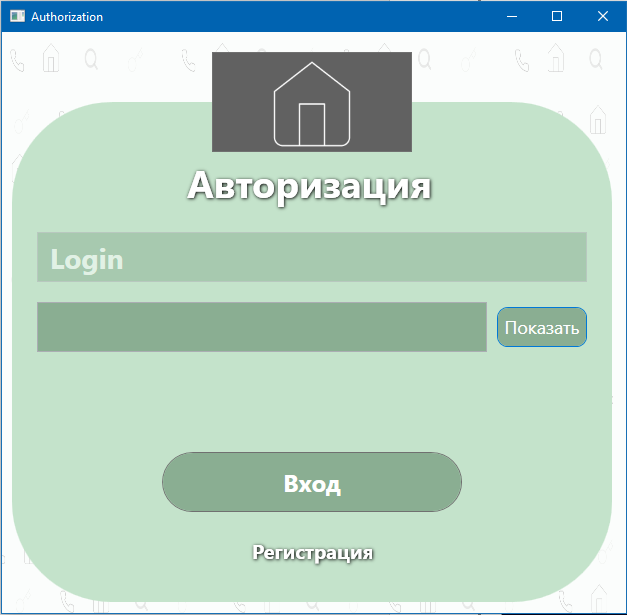 Authorization
Авторизация
Login
Показать
Вход
Регистрация